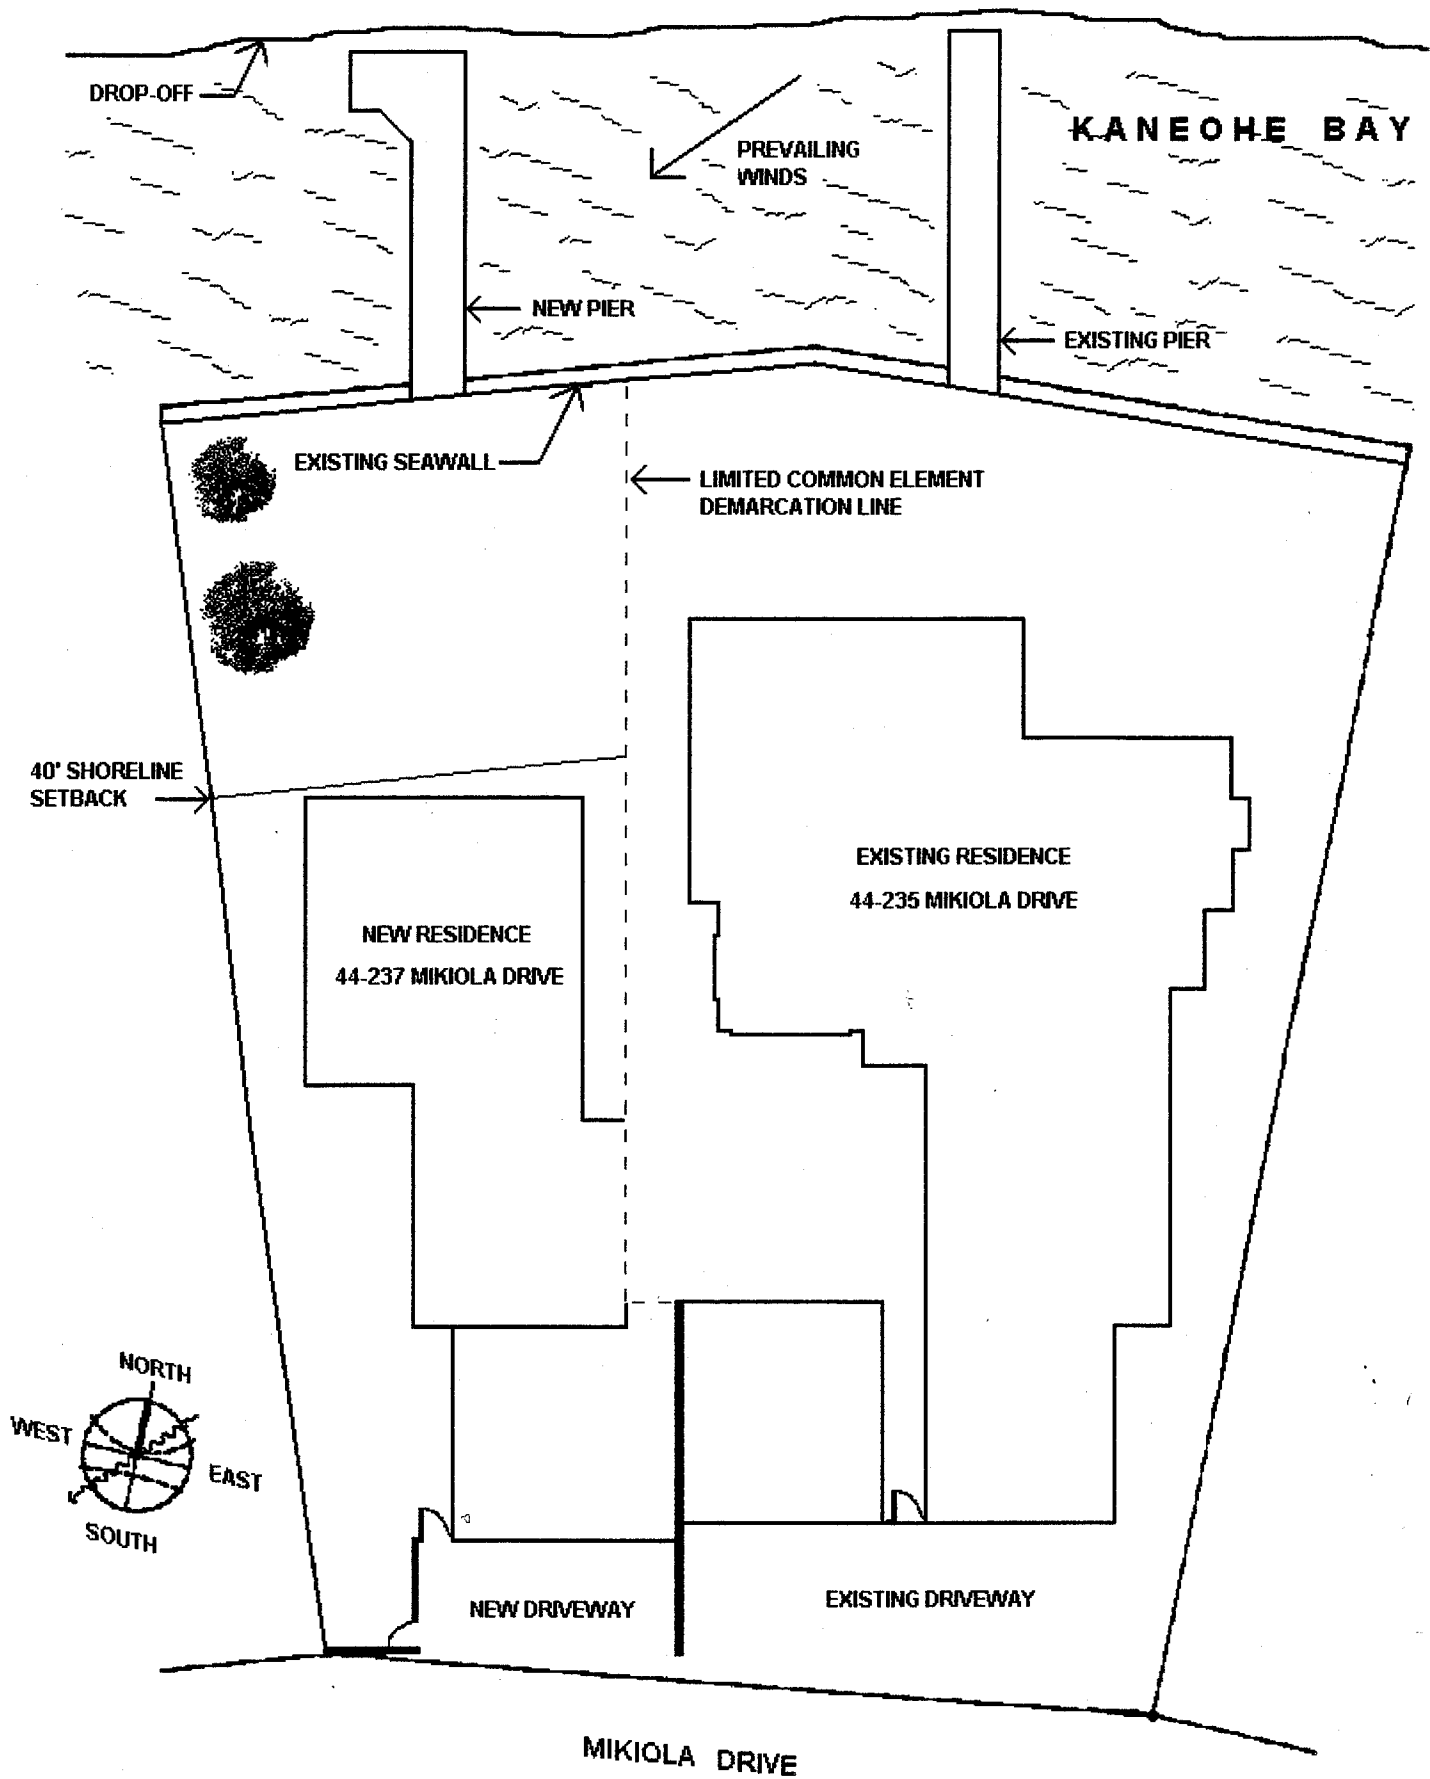 DROP-OFF
KANEOHE BAY
PREVAILING
WINDS
NEW PIER
EXISTING PIER
EXISTING SEAWALL
LIMITED COMMON ELEMENT
DEMARCATION LINE
40' SHORELINE
SETBACK
EXISTING RESIDENCE
44-235 MIKIOLA DRIVE
NEW RESIDENCE
44-237 MIKIOLA DRIVE
NORTH
WEST
EAST
SOUTH
NEW DRIVEWAY
EXISTING DRIVEWAY
MIKIOLA DRIVE